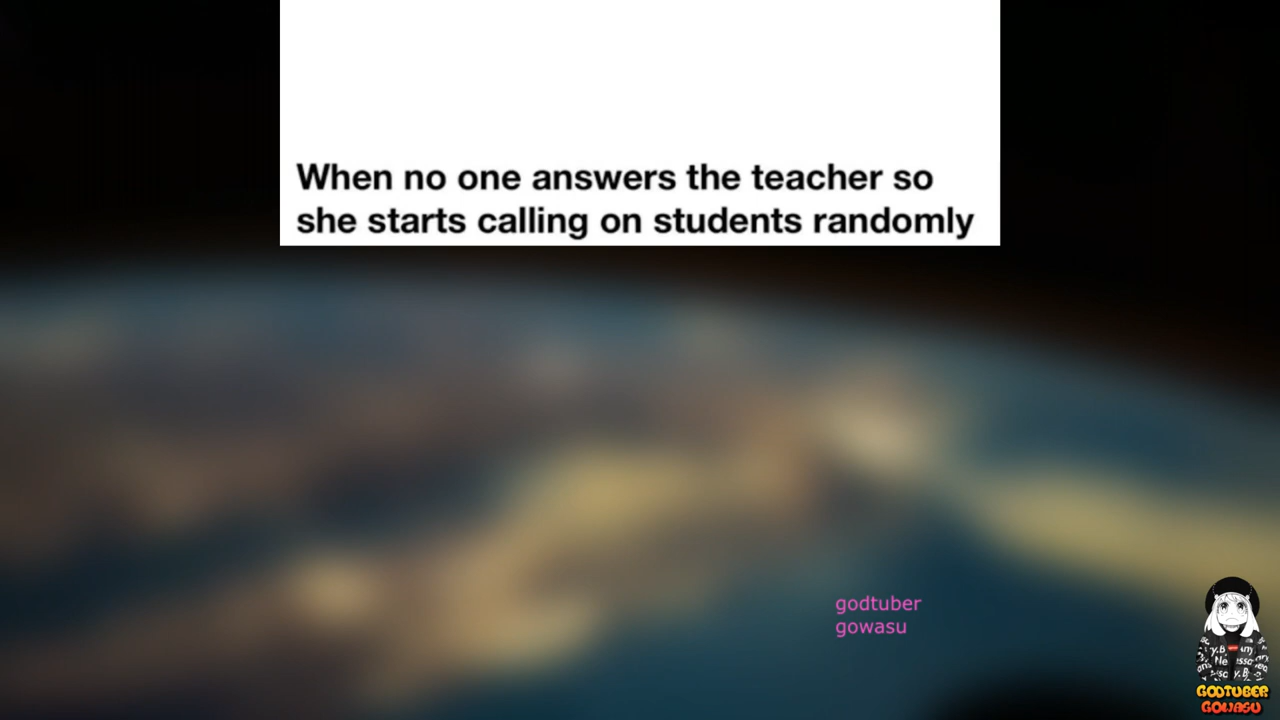 When no one answers the teacher so
she starts calling on students randomly
godtuber
gowasu
GODTUBER
GOWASU